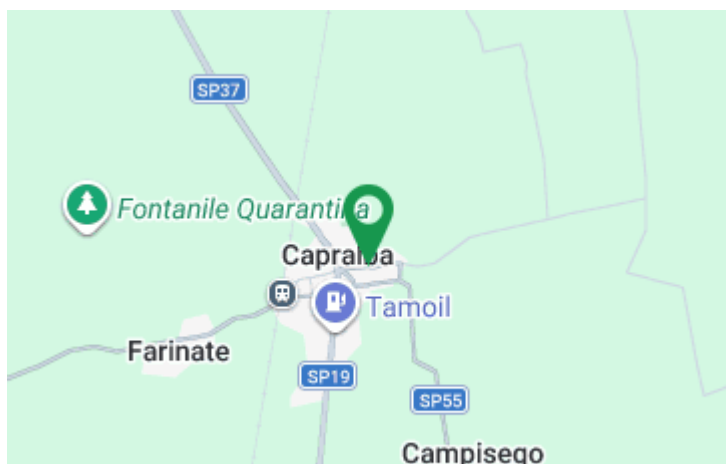 SP37
Fontanile Quarantina
Capralba
Tamoil
Farinate
SP19
SP55
Campisego